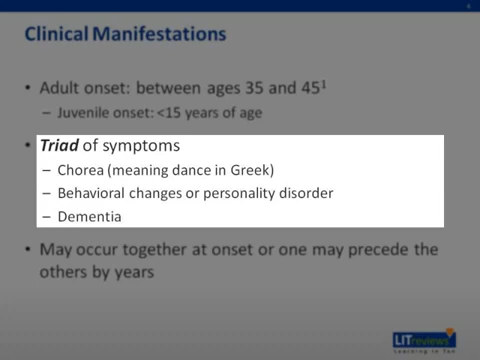 Clinical Manifestations
• Adult onset: between ages 35 and 45¹
– Juvenile onset: <15 years of age
• Triad of symptoms
– Chorea (meaning dance in Greek)
– Behavioral changes or personality disorder
– Dementia
• May occur together at onset or one may precede the
others by years
LITreviews
Learning in Ten